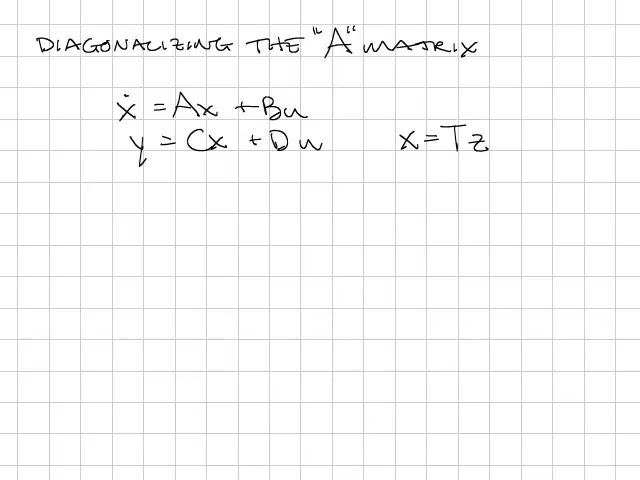 DIAGONALIZING THE "A" MATRIX
ẋ = Ax + Bu
y = Cx + Du x = Tz